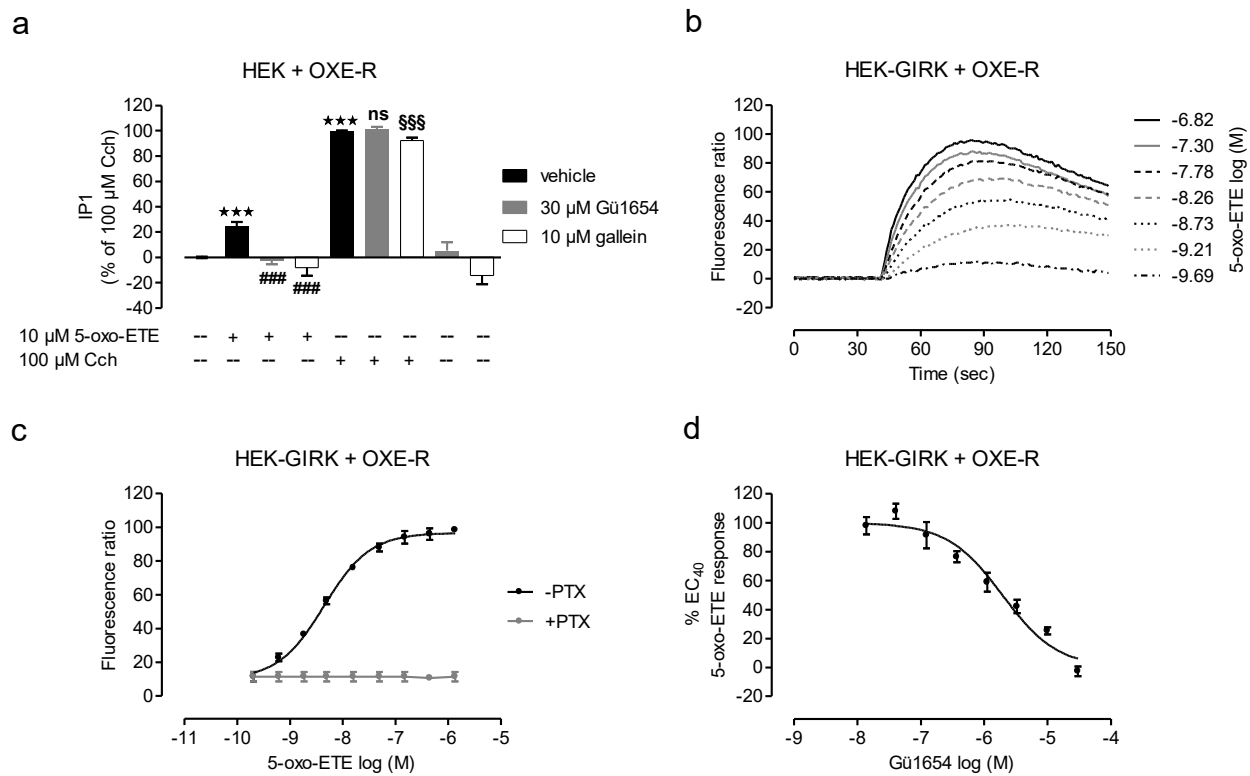 a
HEK + OXE-R
IP1
(% of 100 µM Cch)
120
100
80
60
40
20
0
-20
-40
★★★
###
###
★★★
ns
§§§
vehicle
30 µM Gü1654
10 µM gallein
10 µM 5-oxo-ETE -- + + + -- -- -- -- --
100 µM Cch -- -- -- -- + + + -- --
b
HEK-GIRK + OXE-R
Fluorescence ratio
120
100
80
60
40
20
0
0 30 60 90 120 150
Time (sec)
-6.82
-7.30
-7.78
-8.26
-8.73
-9.21
-9.69
5-oxo-ETE log (M)
c
HEK-GIRK + OXE-R
Fluorescence ratio
120
100
80
60
40
20
0
-11 -10 -9 -8 -7 -6 -5
5-oxo-ETE log (M)
-PTX
+PTX
d
HEK-GIRK + OXE-R
% EC40
5-oxo-ETE response
120
100
80
60
40
20
0
-20
-9 -8 -7 -6 -5 -4
Gü1654 log (M)